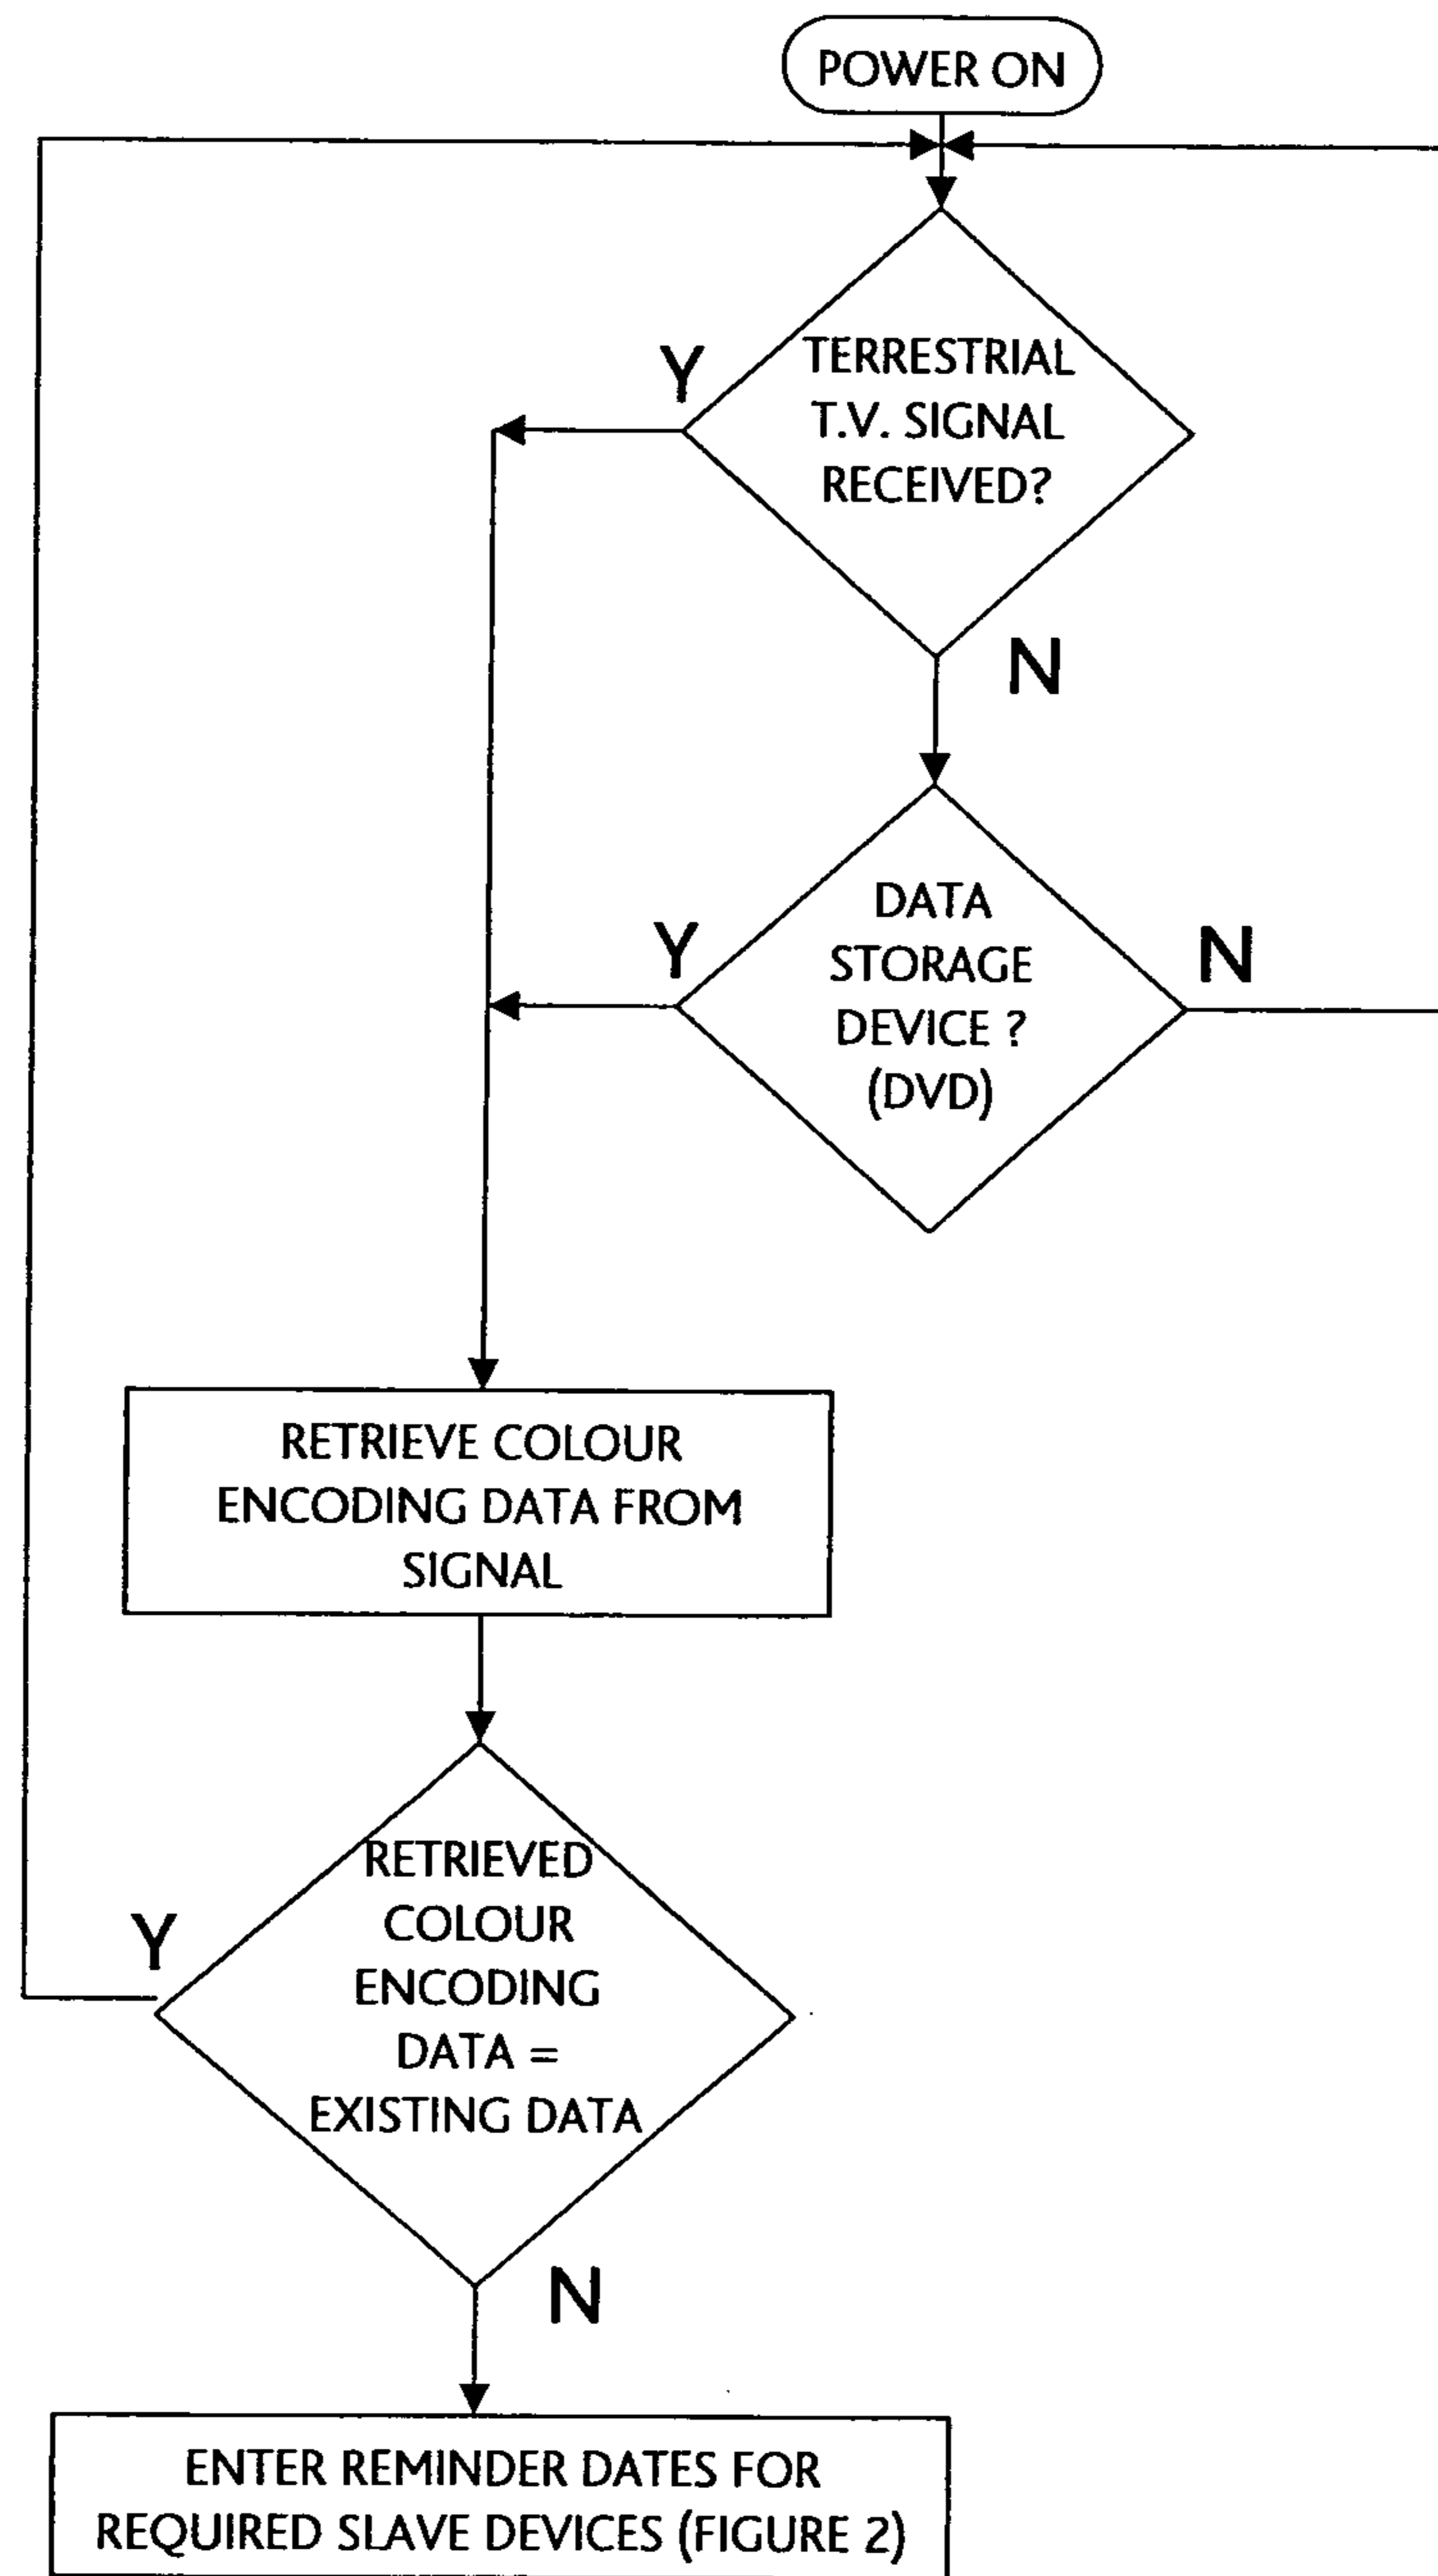 POWER ON
Y
TERRESTRIAL
T.V. SIGNAL
RECEIVED?
N
Y
DATA
STORAGE
DEVICE ?
(DVD)
N
RETRIEVE COLOUR
ENCODING DATA FROM
SIGNAL
Y
RETRIEVED
COLOUR
ENCODING
DATA =
EXISTING DATA
N
ENTER REMINDER DATES FOR
REQUIRED SLAVE DEVICES (FIGURE 2)